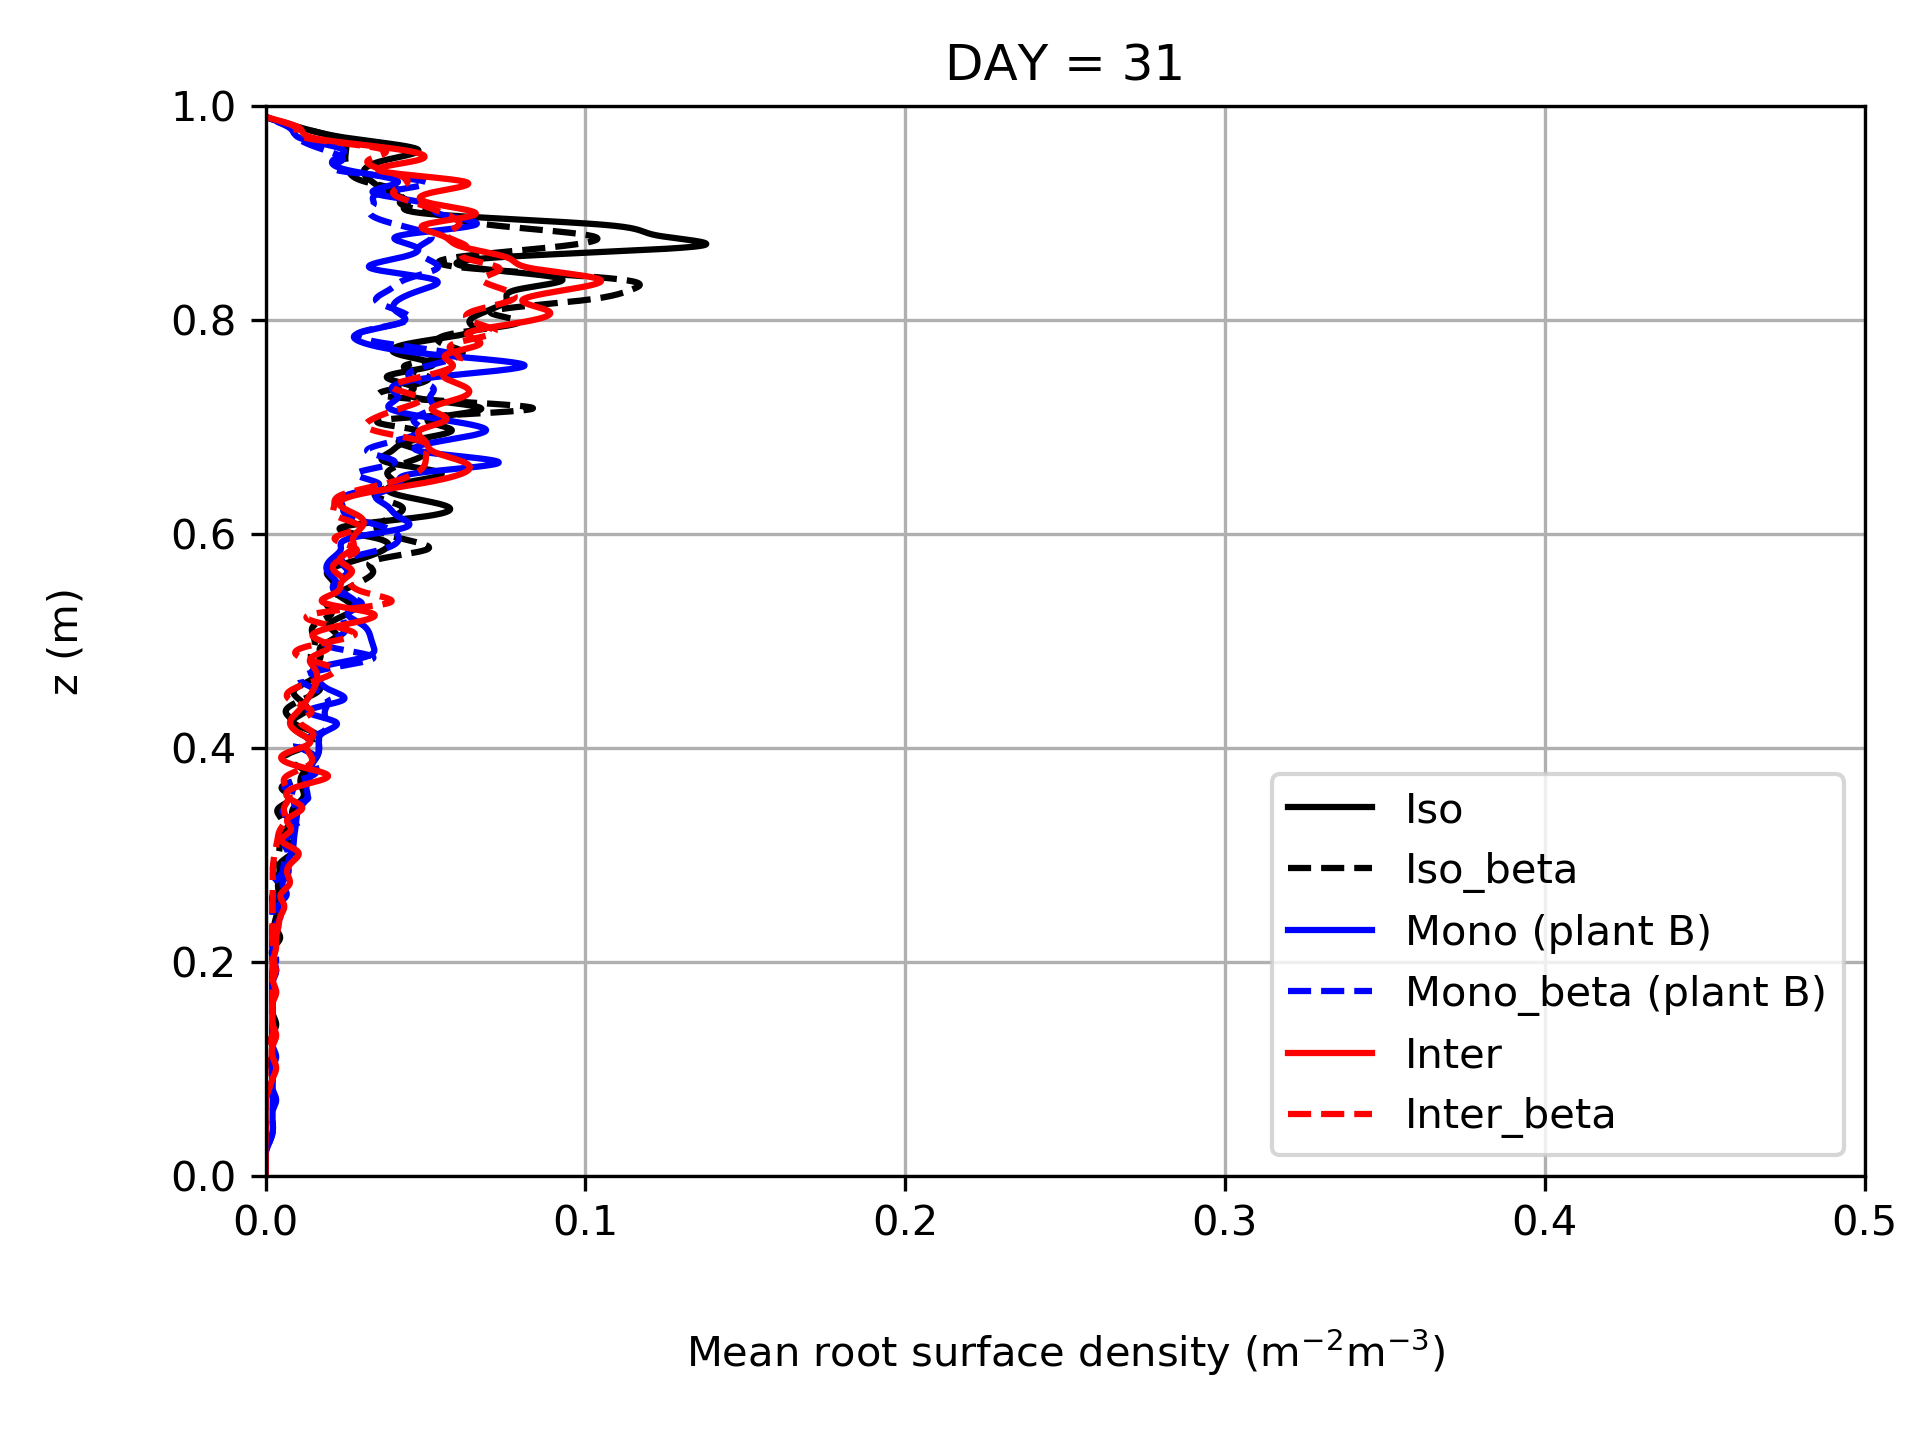 DAY = 31
1.0
0.8
0.6
0.4
0.2
0.0
z (m)
0.0 0.1 0.2 0.3 0.4 0.5
Mean root surface density (m⁻²m⁻³)
Iso
Iso_beta
Mono (plant B)
Mono_beta (plant B)
Inter
Inter_beta